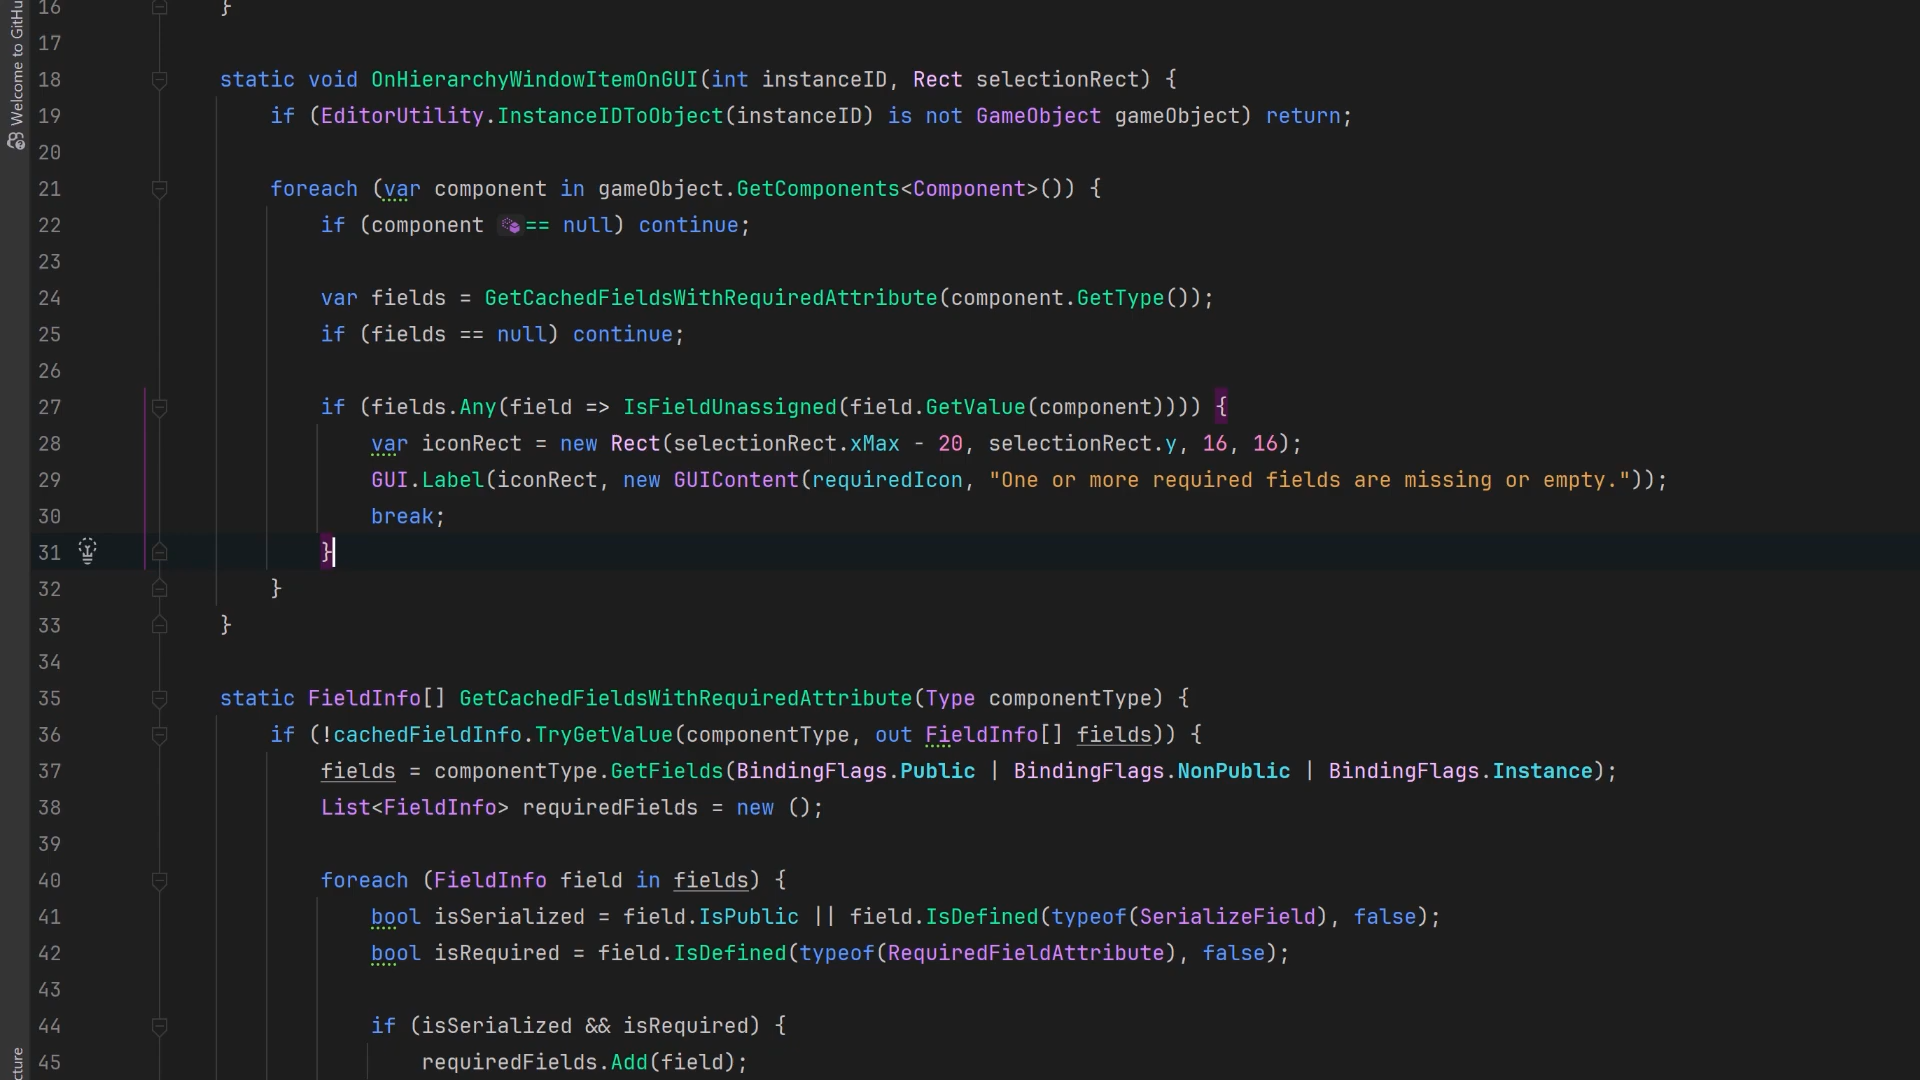 Welcome to GitHu
cture
16 }
17
18 static void OnHierarchyWindowItemOnGUI(int instanceID, Rect selectionRect) {
19 if (EditorUtility.InstanceIDToObject(instanceID) is not GameObject gameObject) return;
20
21 foreach (var component in gameObject.GetComponents<Component>()) {
22 if (component == null) continue;
23
24 var fields = GetCachedFieldsWithRequiredAttribute(component.GetType());
25 if (fields == null) continue;
26
27 if (fields.Any(field => IsFieldUnassigned(field.GetValue(component)))) {
28 var iconRect = new Rect(selectionRect.xMax - 20, selectionRect.y, 16, 16);
29 GUI.Label(iconRect, new GUIContent(requiredIcon, "One or more required fields are missing or empty."));
30 break;
31 }
32 }
33 }
34
35 static FieldInfo[] GetCachedFieldsWithRequiredAttribute(Type componentType) {
36 if (!cachedFieldInfo.TryGetValue(componentType, out FieldInfo[] fields)) {
37 fields = componentType.GetFields(BindingFlags.Public | BindingFlags.NonPublic | BindingFlags.Instance);
38 List<FieldInfo> requiredFields = new ();
39
40 foreach (FieldInfo field in fields) {
41 bool isSerialized = field.IsPublic || field.IsDefined(typeof(SerializeField), false);
42 bool isRequired = field.IsDefined(typeof(RequiredFieldAttribute), false);
43
44 if (isSerialized && isRequired) {
45 requiredFields.Add(field);